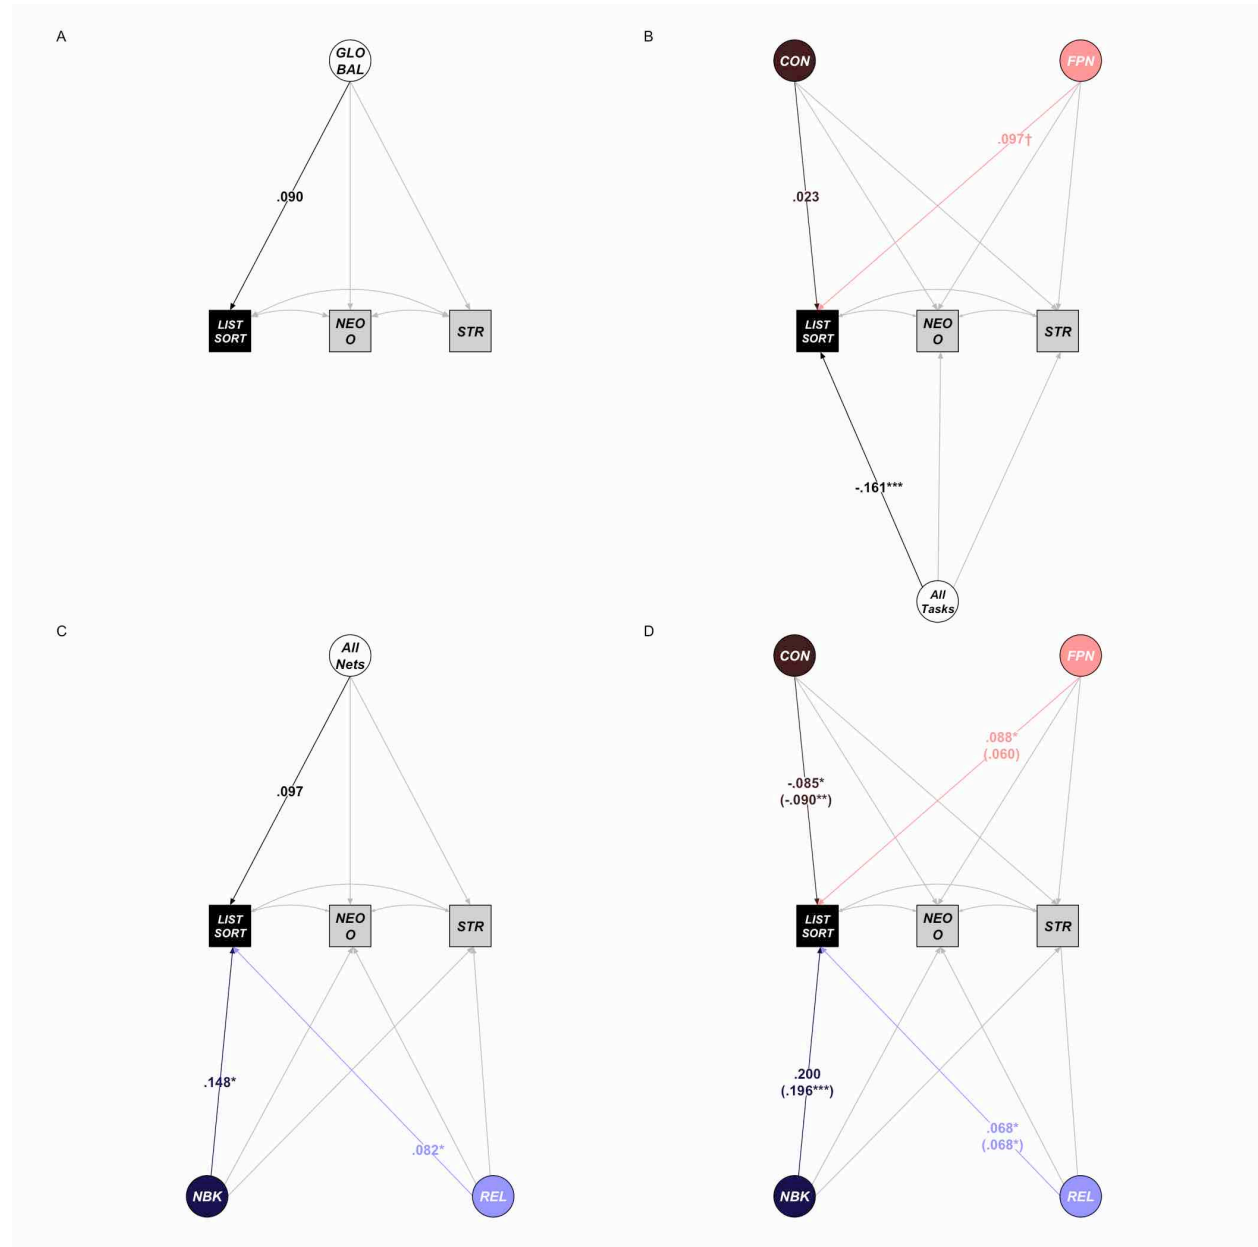 A
GLO
BAL
.090
LIST
SORT
NEO
O
STR
B
CON
FPN
.097†
.023
LIST
SORT
NEO
O
STR
-.161***
All
Tasks
C
All
Nets
.097
LIST
SORT
NEO
O
STR
.148*
.082*
NBK
REL
D
CON
FPN
.088*
(.060)
-.085*
(-.090**)
LIST
SORT
NEO
O
STR
.200
(.196***)
.068*
(.068*)
NBK
REL